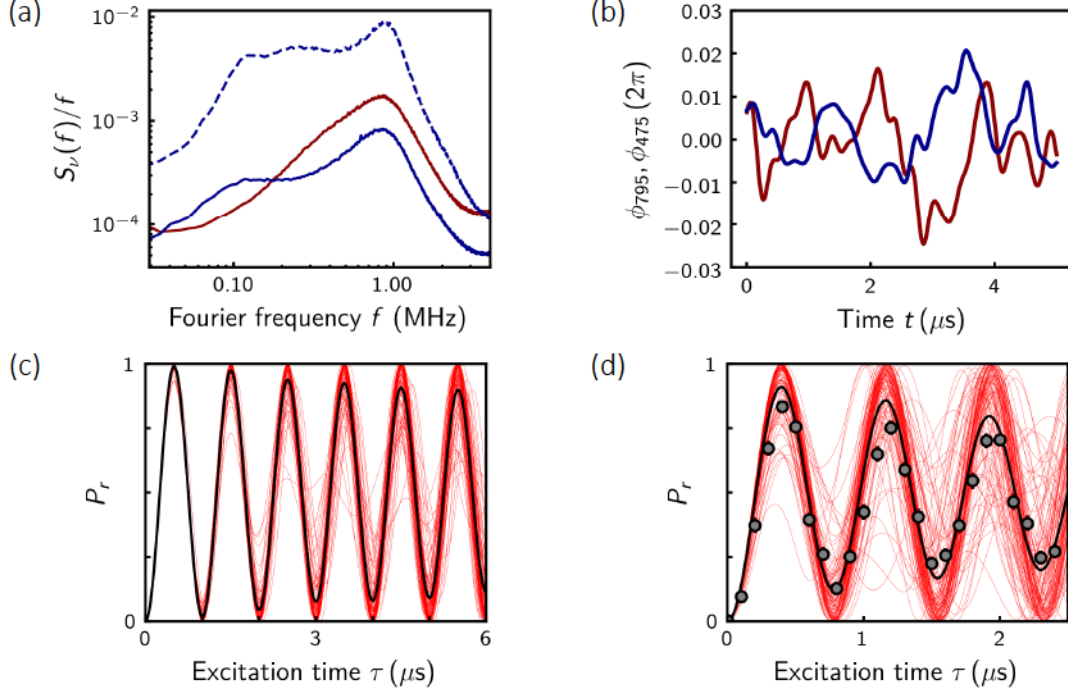 (a)
10⁻²
10⁻³
10⁻⁴
S_ν(f)/f
0.10
1.00
Fourier frequency f (MHz)
(b)
0.03
0.02
0.01
0.00
−0.01
−0.02
−0.03
ϕ₇₉₅, ϕ₄₇₅ (2π)
0
2
4
Time t (μs)
(c)
1
P_r
0
0
3
6
Excitation time τ (μs)
(d)
1
P_r
0
0
1
2
Excitation time τ (μs)